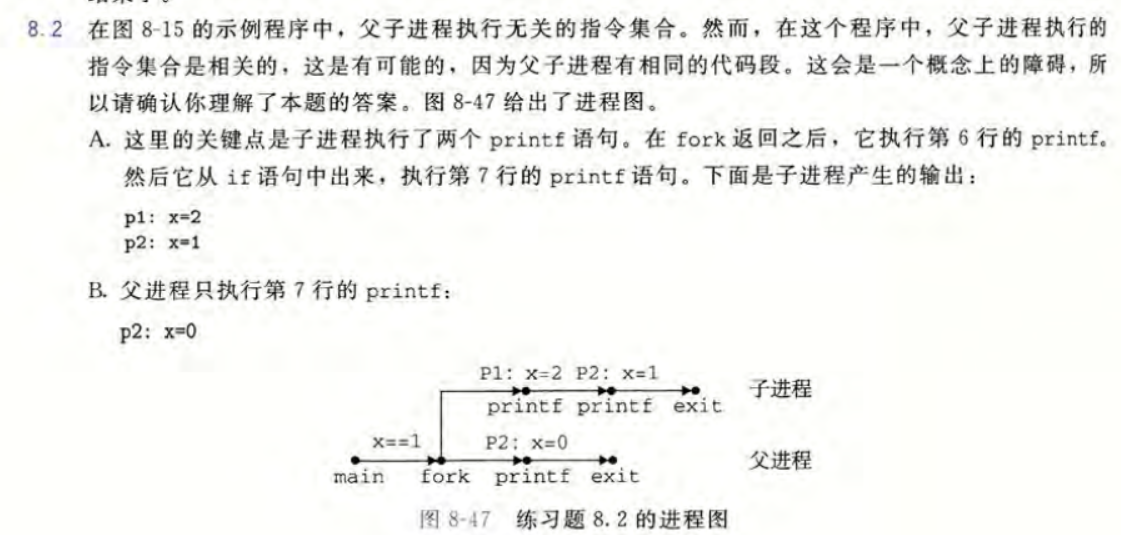 8.2 在图 8-15 的示例程序中，父子进程执行无关的指令集合。然而，在这个程序中，父子进程执行的
指令集合是相关的，这是有可能的，因为父子进程有相同的代码段。这会是一个概念上的障碍，所
以请确认你理解了本题的答案。图 8-47 给出了进程图。
A. 这里的关键点是子进程执行了两个 printf 语句。在 fork 返回之后，它执行第 6 行的 printf。
然后它从 if 语句中出来，执行第 7 行的 printf 语句。下面是子进程产生的输出：
p1: x=2
p2: x=1
B. 父进程只执行第 7 行的 printf：
p2: x=0
P1: x=2 P2: x=1
printf printf exit 子进程
x==1 P2: x=0
main fork printf exit 父进程
图 8-47 练习题 8.2 的进程图